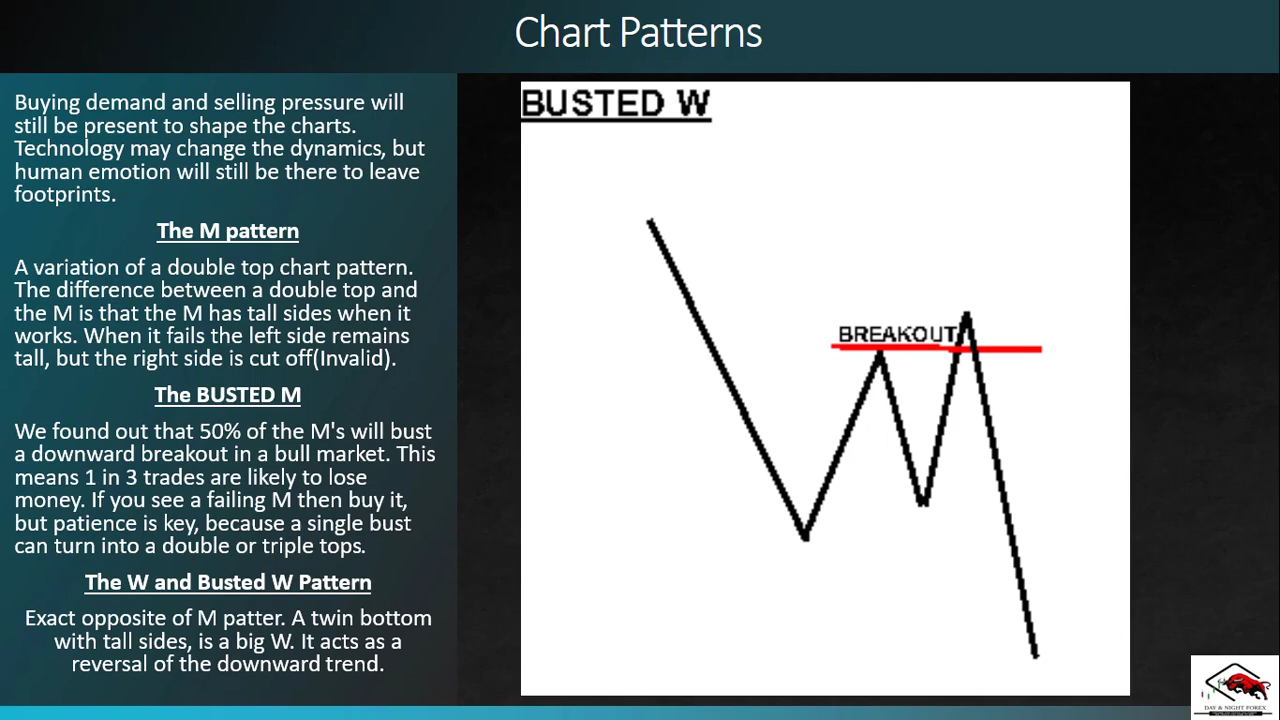 Chart Patterns
Buying demand and selling pressure will
still be present to shape the charts.
Technology may change the dynamics, but
human emotion will still be there to leave
footprints.
The M pattern
A variation of a double top chart pattern.
The difference between a double top and
the M is that the M has tall sides when it
works. When it fails the left side remains
tall, but the right side is cut off(Invalid).
The BUSTED M
We found out that 50% of the M's will bust
a downward breakout in a bull market. This
means 1 in 3 trades are likely to lose
money. If you see a failing M then buy it,
but patience is key, because a single bust
can turn into a double or triple tops.
The W and Busted W Pattern
Exact opposite of M patter. A twin bottom
with tall sides, is a big W. It acts as a
reversal of the downward trend.
BUSTED W
BREAKOUT
DAY & NIGHT FOREX